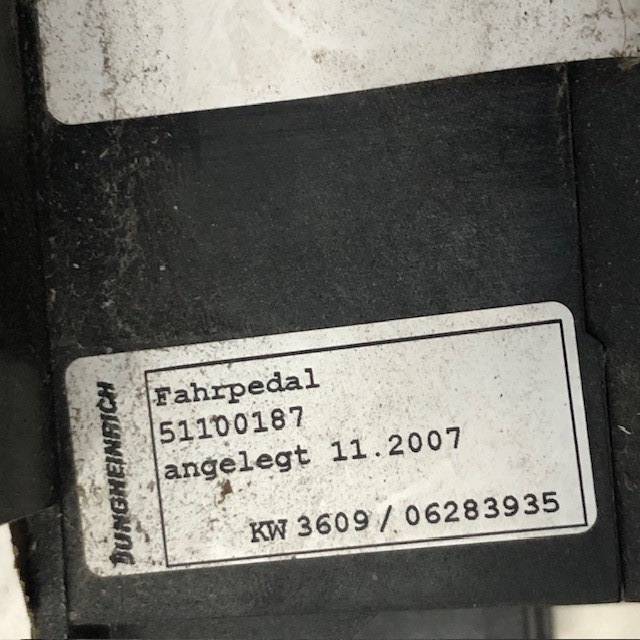 JUNGHEINRICH
Fahrpedal
51100187
angelegt 11.2007
KW 3609 / 06283935